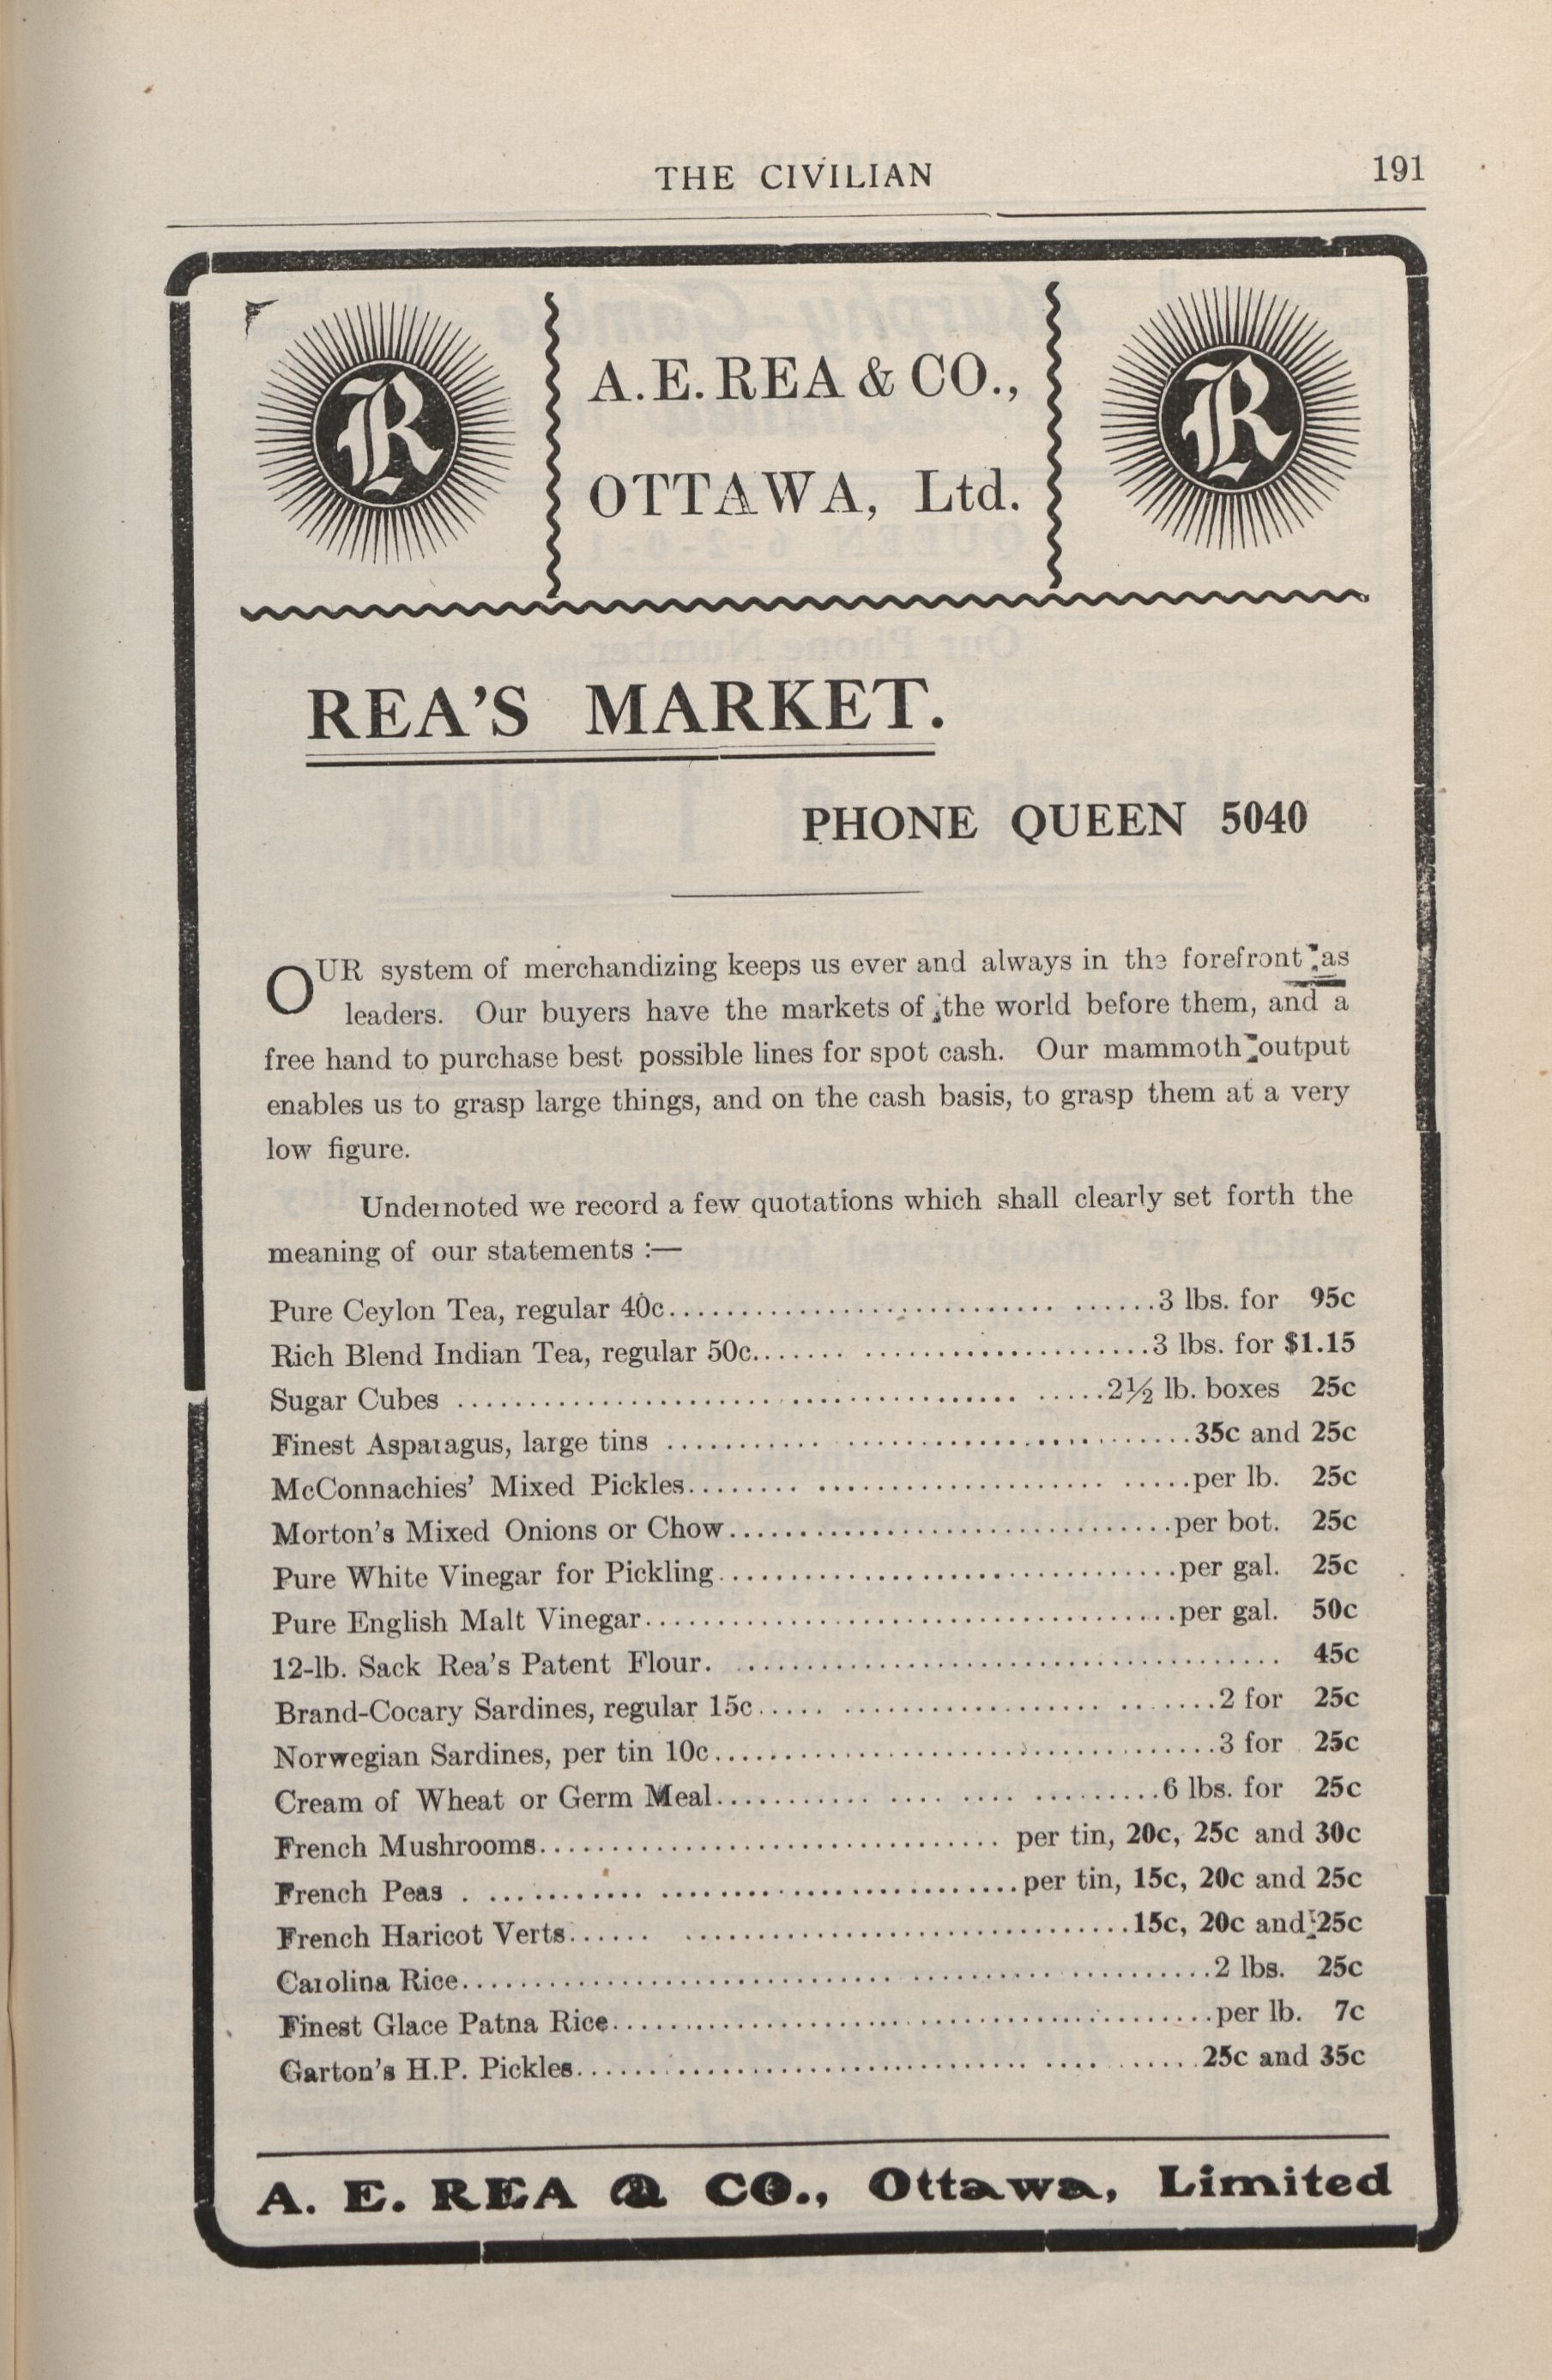 THE CIVILIAN 191
R
A. E. REA & CO.,
OTTAWA, Ltd.
R
REA'S MARKET.
PHONE QUEEN 5040
OUR system of merchandizing keeps us ever and always in the forefront as
leaders. Our buyers have the markets of the world before them, and a
free hand to purchase best possible lines for spot cash. Our mammoth output
enables us to grasp large things, and on the cash basis, to grasp them at a very
low figure.
Undernoted we record a few quotations which shall clearly set forth the
meaning of our statements :—
Pure Ceylon Tea, regular 40c.................................3 lbs. for 95c
Rich Blend Indian Tea, regular 50c...........................3 lbs. for $1.15
Sugar Cubes ............................................2½ lb. boxes 25c
Finest Asparagus, large tins ....................................35c and 25c
McConnachies' Mixed Pickles..................................per lb. 25c
Morton's Mixed Onions or Chow...............................per bot. 25c
Pure White Vinegar for Pickling................................per gal. 25c
Pure English Malt Vinegar.....................................per gal. 50c
12-lb. Sack Rea's Patent Flour. ...................................... 45c
Brand-Cocary Sardines, regular 15c..............................2 for 25c
Norwegian Sardines, per tin 10c...................................3 for 25c
Cream of Wheat or Germ Meal..............................6 lbs. for 25c
French Mushrooms................................ per tin, 20c, 25c and 30c
French Peas . ......................................per tin, 15c, 20c and 25c
French Haricot Verts.....................................15c, 20c and 25c
Carolina Rice....................................................2 lbs. 25c
Finest Glace Patna Rice..........................................per lb. 7c
Garton's H.P. Pickles..........................................25c and 35c
A. E. REA & CO., Ottawa, Limited